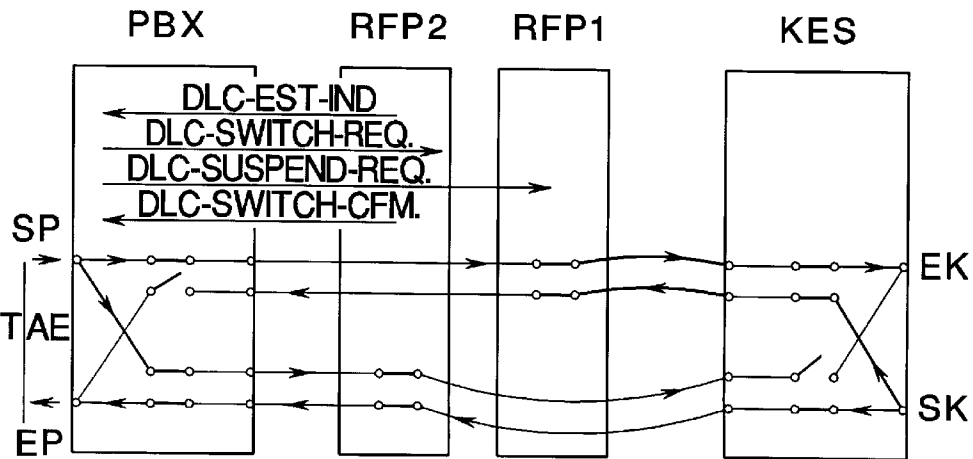 PBX RFP2 RFP1 KES
DLC-EST-IND
DLC-SWITCH-REQ.
DLC-SUSPEND-REQ.
DLC-SWITCH-CFM.
SP
EK
TAE
SK
EP